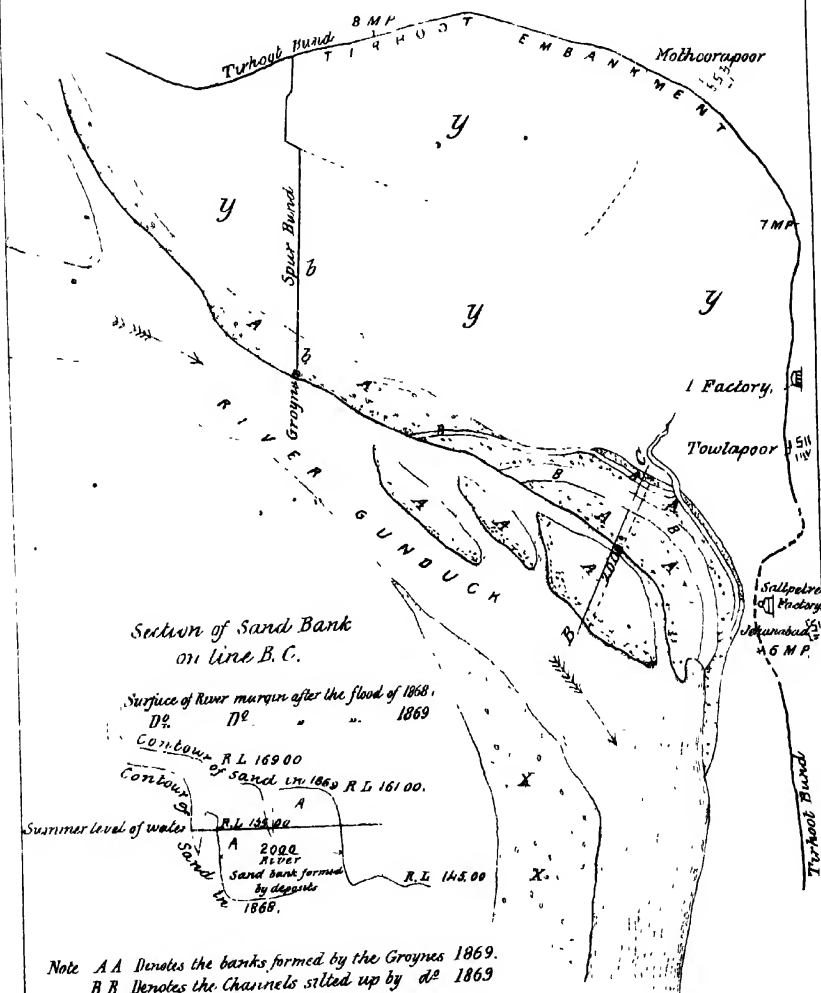 8 M P
Tirhoot Bund
TIRHOOT EMBANKMENT
Mothoorapoor
y
y
7 M P
Spur Bund
b
y
y
A
b
Groynes
A
1 Factory,
RIVER GUNDUCK
B
C
Towlapoor
B
A
A
B
A
A
A
A
2000
B
Saltpetre
Factory
Jehanabad
6 M P.
Section of Sand Bank
on line B. C.
Surface of River margin after the flood of 1868.
Do. Do. " " 1869
Contour of Sand in 1869
R L 169 00
R L 161 00.
Contour of Sand in 1868.
A
Summer level of water
R.L 155.00
A
2000
River
Sand bank formed
by deposits
R.L 145.00
X
X.
Tirhoot Bund
Note A A Denotes the banks formed by the Groynes 1869.
B B Denotes the Channels silted up by do 1869